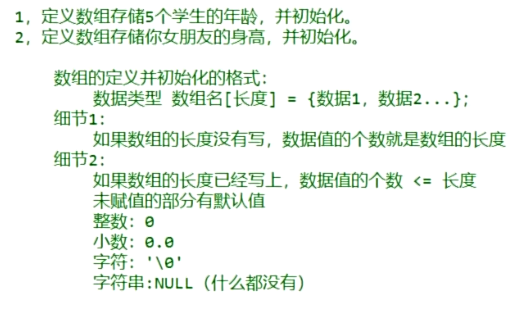 1，定义数组存储5个学生的年龄，并初始化。
2，定义数组存储你女朋友的身高，并初始化。
数组的定义并初始化的格式：
数据类型 数组名[长度] = {数据1，数据2...};
细节1：
如果数组的长度没有写，数据值的个数就是数组的长度
细节2：
如果数组的长度已经写上，数据值的个数 <= 长度
未赋值的部分有默认值
整数：0
小数：0.0
字符：'\0'
字符串:NULL（什么都没有）